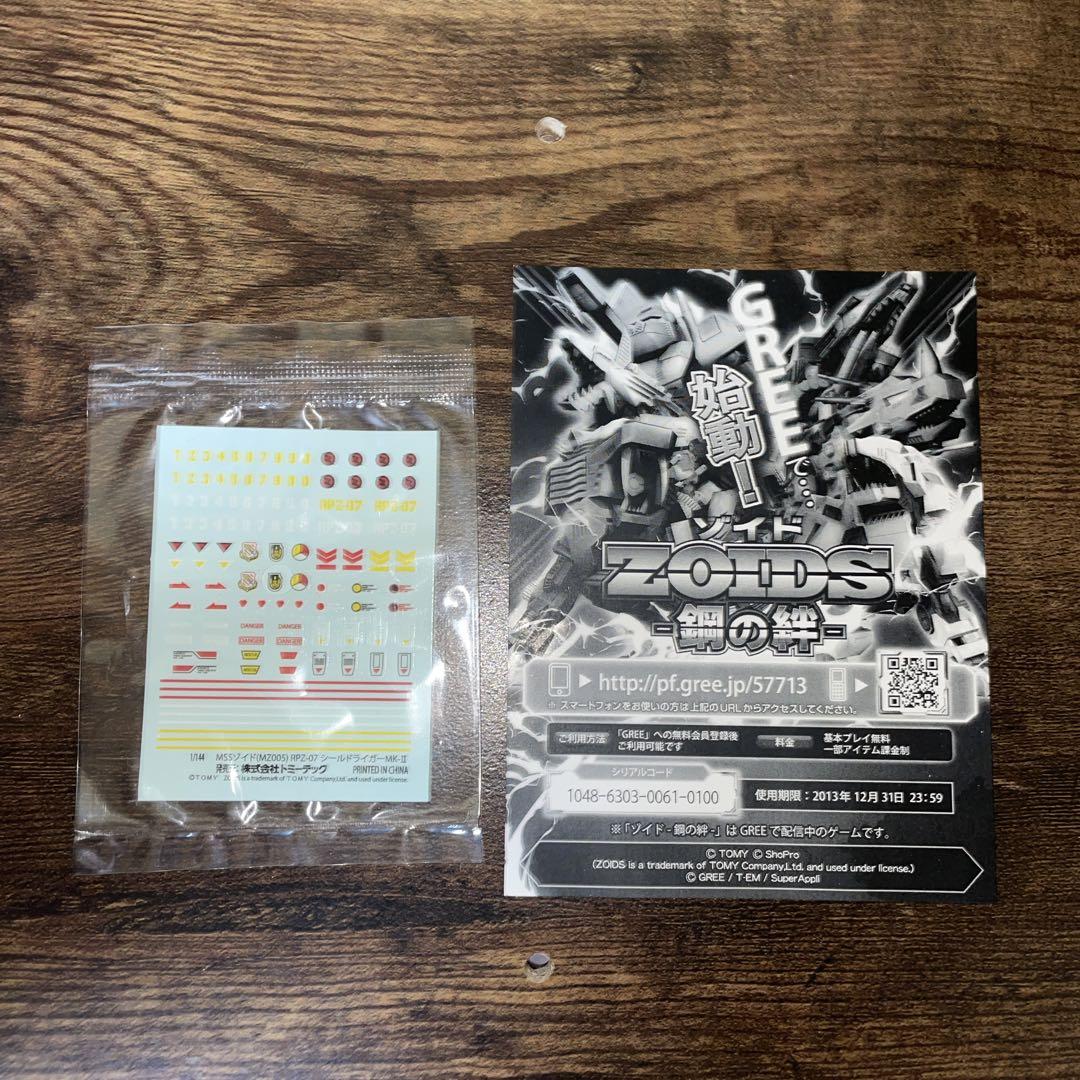 1 2 3 4 5 6 7 8 9 0
1 2 3 4 5 6 7 8 9 0
RPZ-07 RPZ-07
DANGER
DANGER DANGER
1/144 MSSゾイド(MZ005) RPZ-07 シールドライガーMK-Ⅱ
発売元 株式会社トミーテック PRINTED IN CHINA
©TOMY ZOIDS is a trademark of TOMY Company,Ltd. and used under license.
GREEで…
始動!
ゾイド
ZOIDS
-鋼の絆-
http://pf.gree.jp/57713
※ スマートフォンをお使いの方は上記のURLからアクセスしてください。
ご利用方法 「GREE」への無料会員登録後
ご利用可能です
料金 基本プレイ無料
一部アイテム課金制
シリアルコード
1048-6303-0061-0100
使用期限:2013年12月31日 23:59
※「ゾイド-鋼の絆-」はGREEで配信中のゲームです。
© TOMY © ShoPro
(ZOIDS is a trademark of TOMY Company,Ltd. and used under license.)
© GREE / T-EM / SuperAppli